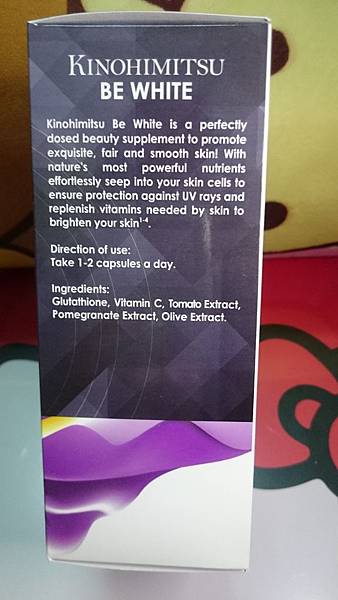 KINOHIMITSU
BE WHITE
Kinohimitsu Be White is a perfectly
dosed beauty supplement to promote
exquisite, fair and smooth skin! With
nature's most powerful nutrients
effortlessly seep into your skin cells to
ensure protection against UV rays and
replenish vitamins needed by skin to
brighten your skin¹⁻⁴.
Direction of use:
Take 1-2 capsules a day.
Ingredients:
Glutathione, Vitamin C, Tomato Extract,
Pomegranate Extract, Olive Extract.